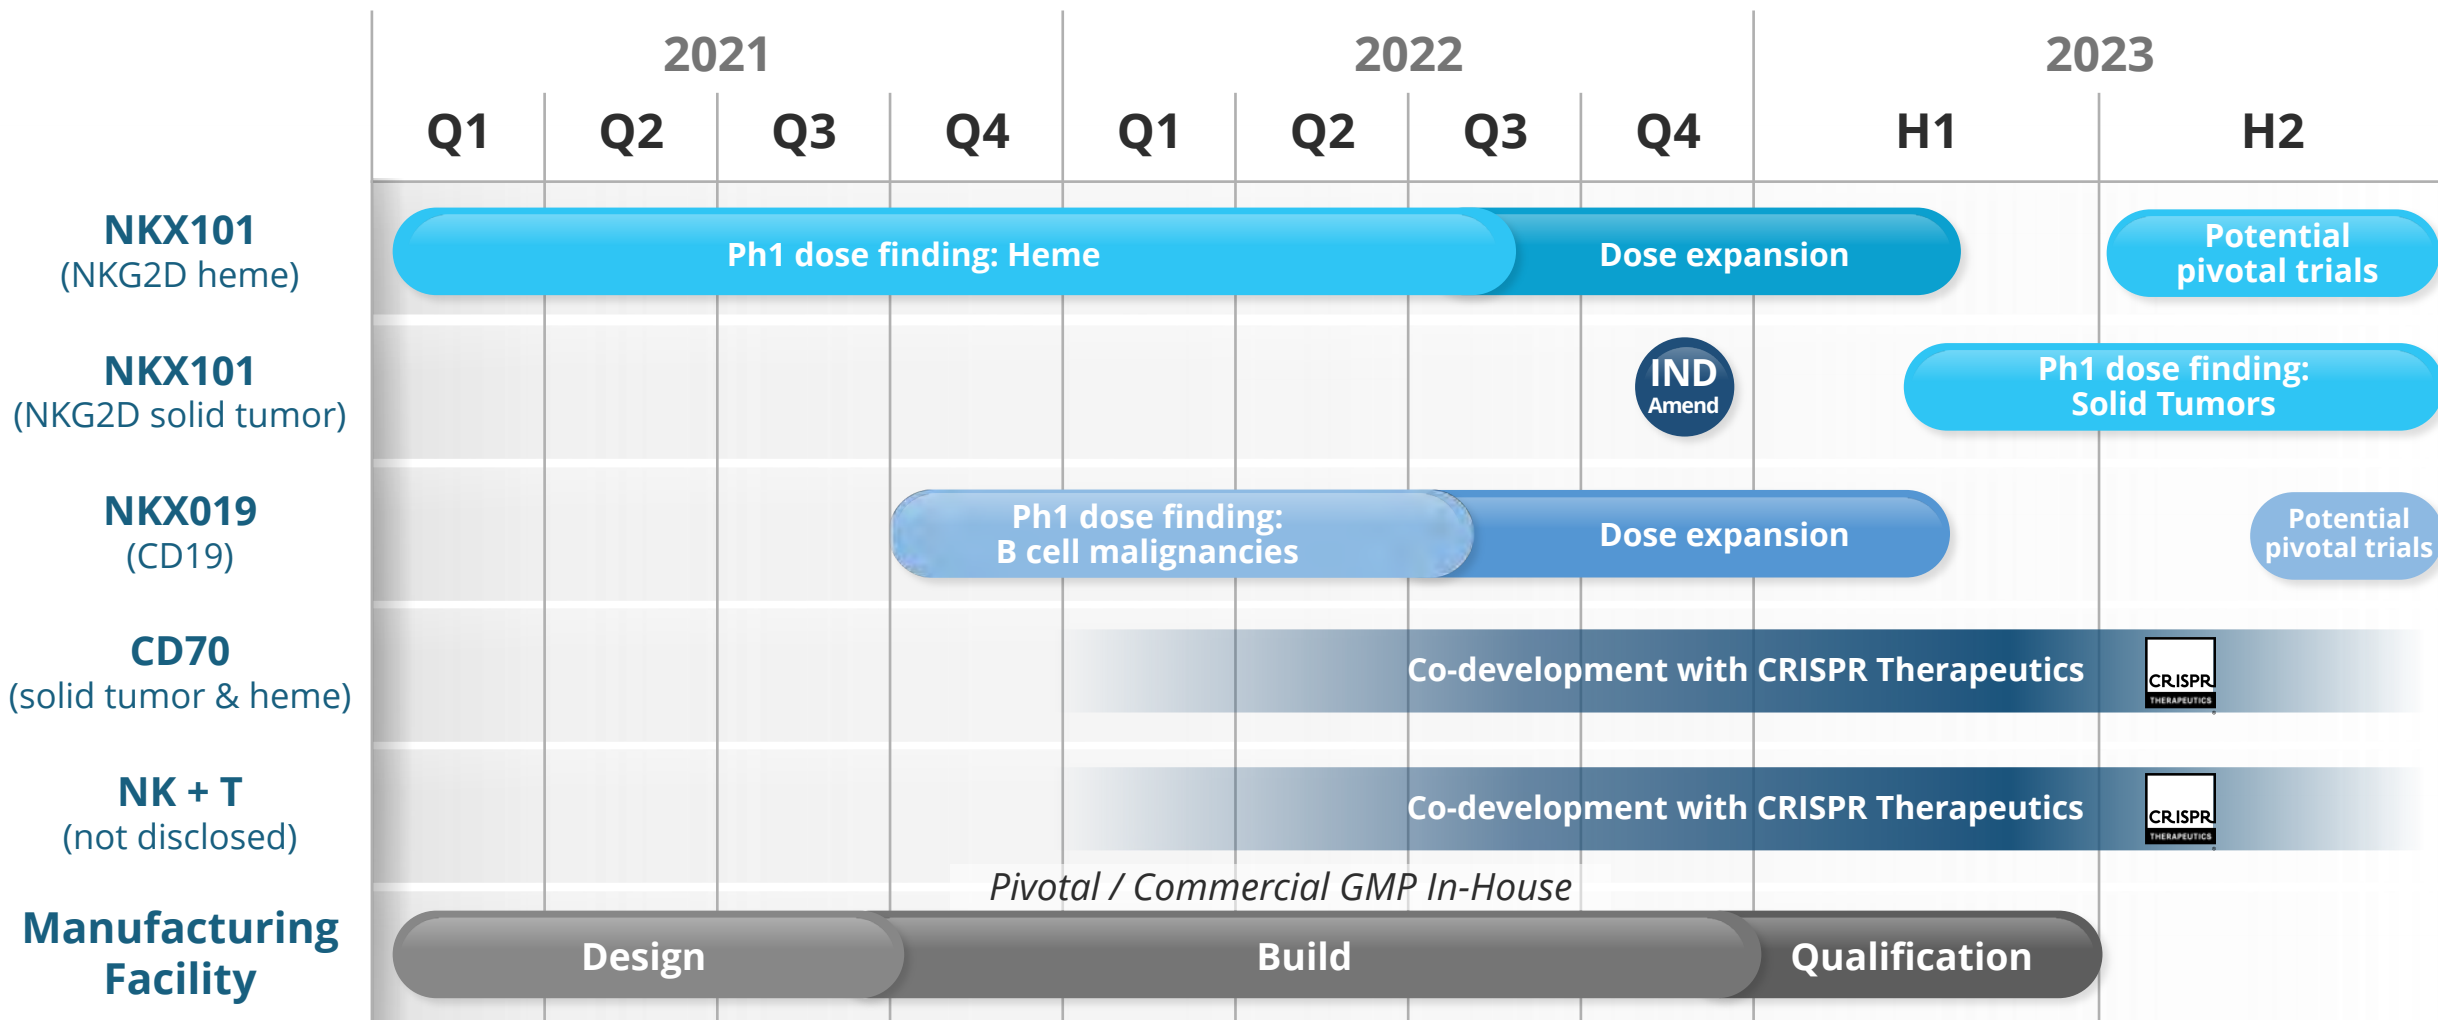 2021
2022
2023
Q1
Q2
Q3
Q4
Q1
Q2
Q3
Q4
H1
H2
NKX101
(NKG2D heme)
Ph1 dose finding: Heme
Dose expansion
Potential
pivotal trials
NKX101
(NKG2D solid tumor)
IND
Amend
Ph1 dose finding:
Solid Tumors
NKX019
(CD19)
Ph1 dose finding:
B cell malignancies
Dose expansion
Potential
pivotal trials
CD70
(solid tumor & heme)
Co-development with CRISPR Therapeutics
CRISPR
THERAPEUTICS
NK + T
(not disclosed)
Co-development with CRISPR Therapeutics
CRISPR
THERAPEUTICS
Pivotal / Commercial GMP In-House
Manufacturing
Facility
Design
Build
Qualification